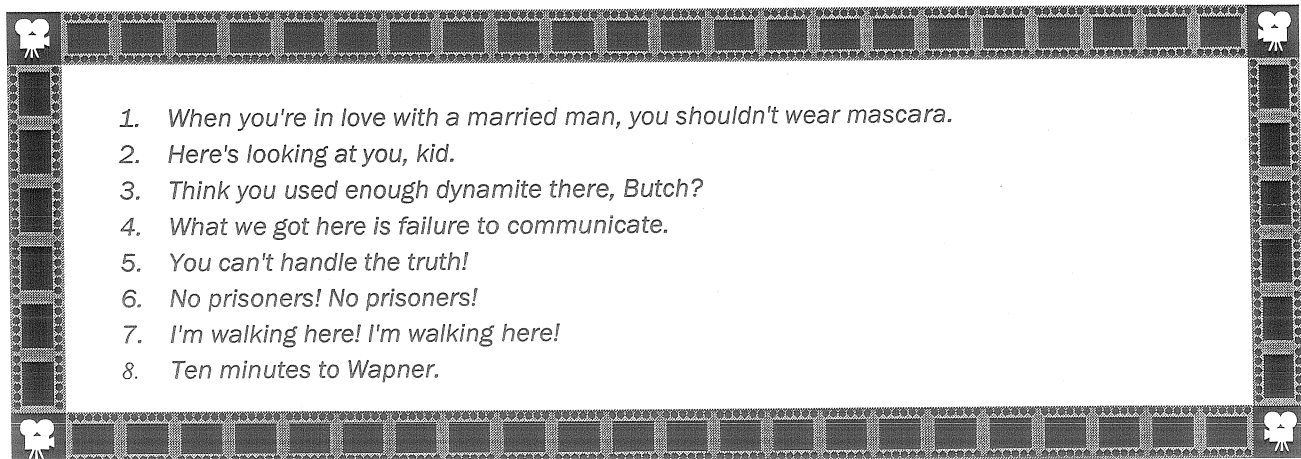 1. When you're in love with a married man, you shouldn't wear mascara.
2. Here's looking at you, kid.
3. Think you used enough dynamite there, Butch?
4. What we got here is failure to communicate.
5. You can't handle the truth!
6. No prisoners! No prisoners!
7. I'm walking here! I'm walking here!
8. Ten minutes to Wapner.